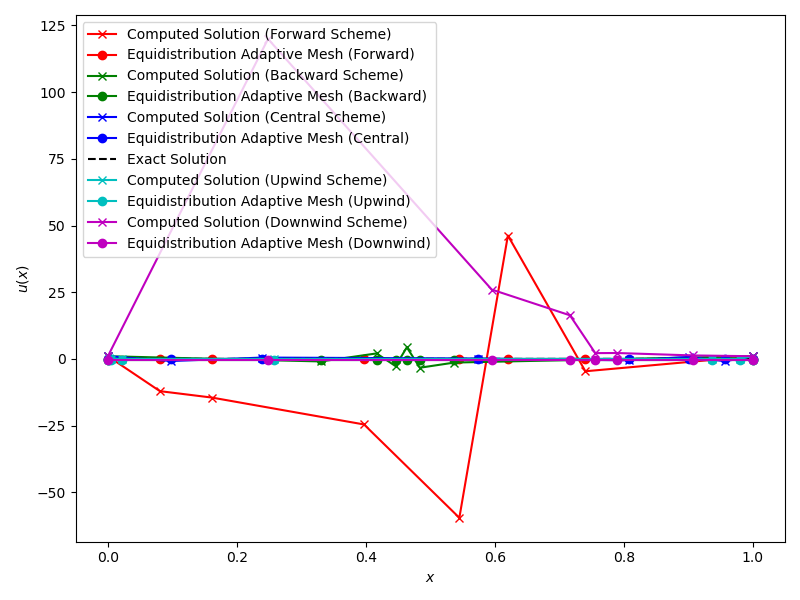 125
100
75
50
25
0
−25
−50
u(x)
Computed Solution (Forward Scheme)
Equidistribution Adaptive Mesh (Forward)
Computed Solution (Backward Scheme)
Equidistribution Adaptive Mesh (Backward)
Computed Solution (Central Scheme)
Equidistribution Adaptive Mesh (Central)
Exact Solution
Computed Solution (Upwind Scheme)
Equidistribution Adaptive Mesh (Upwind)
Computed Solution (Downwind Scheme)
Equidistribution Adaptive Mesh (Downwind)
0.0 0.2 0.4 0.6 0.8 1.0
x